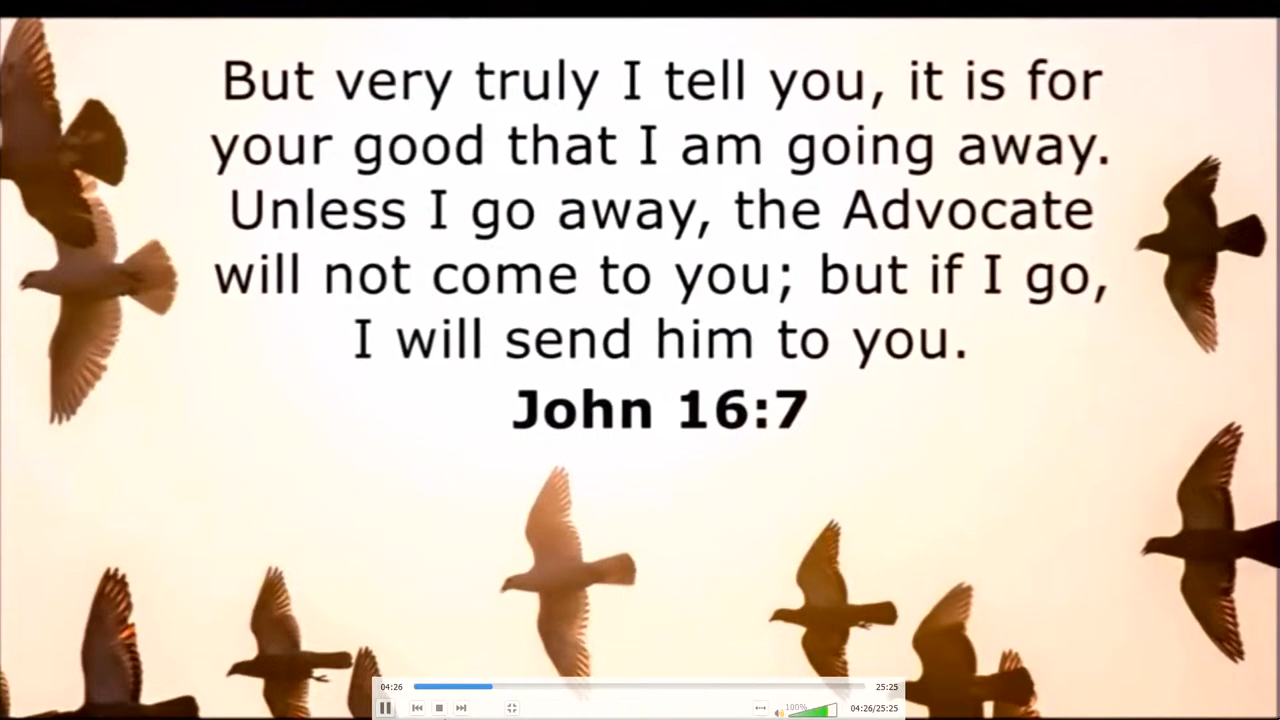 But very truly I tell you, it is for
your good that I am going away.
Unless I go away, the Advocate
will not come to you; but if I go,
I will send him to you.
John 16:7
04:26
25:25
100%
04:26/25:25